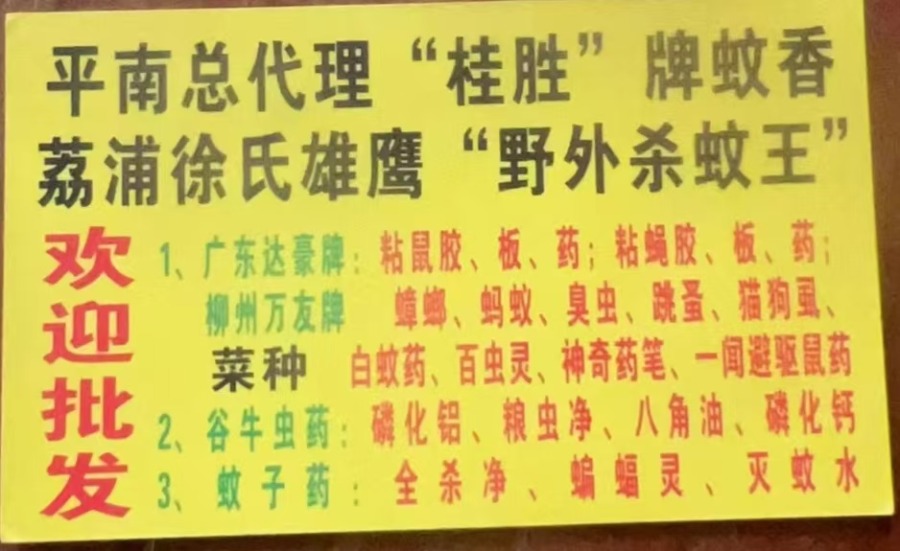 平南总代理“桂胜”牌蚊香
荔浦徐氏雄鹰“野外杀蚊王”
欢迎批发
1、广东达豪牌：粘鼠胶、板、药；粘蝇胶、板、药；
柳州万友牌 蟑螂、蚂蚁、臭虫、跳蚤、猫狗虱、
菜种 白蚁药、百虫灵、神奇药笔、一闻避驱鼠药
2、谷牛虫药：磷化铝、粮虫净、八角油、磷化钙
3、蚊子药：全杀净、蝙蝠灵、灭蚊水